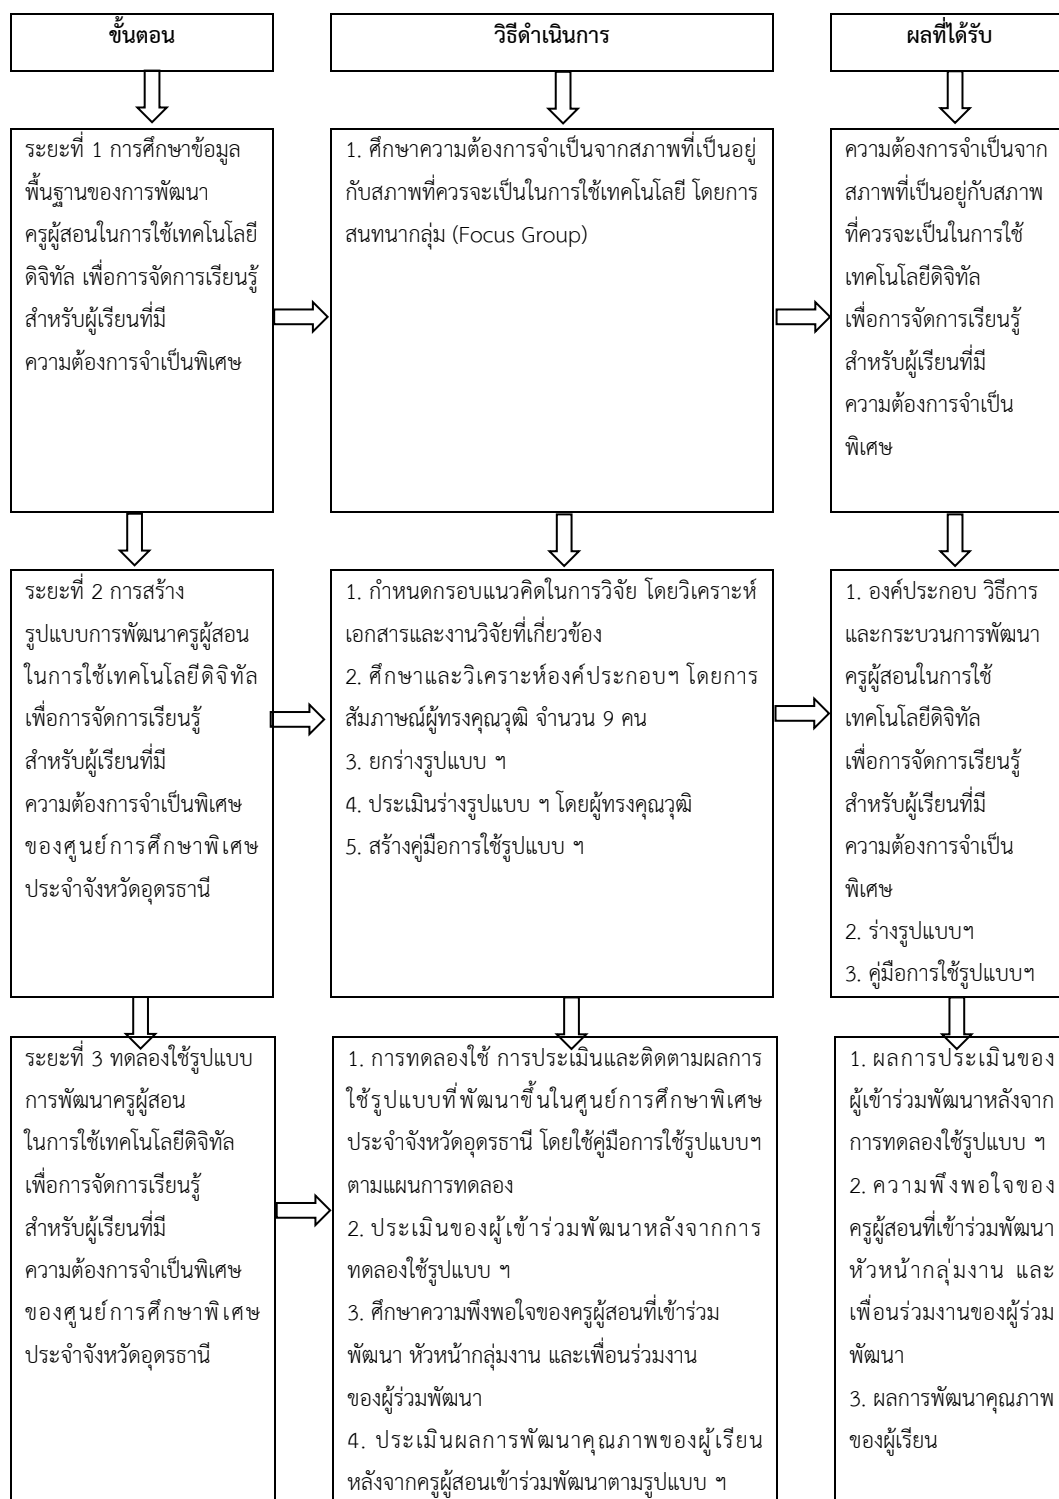 ขั้นตอน
วิธีดำเนินการ
ผลที่ได้รับ
ระยะที่ 1 การศึกษาข้อมูล
พื้นฐานของการพัฒนา
ครูผู้สอนในการใช้เทคโนโลยี
ดิจิทัล เพื่อการจัดการเรียนรู้
สำหรับผู้เรียนที่มี
ความต้องการจำเป็นพิเศษ
1. ศึกษาความต้องการจำเป็นจากสภาพที่เป็นอยู่
กับสภาพที่ควรจะเป็นในการใช้เทคโนโลยี โดยการ
สนทนากลุ่ม (Focus Group)
ความต้องการจำเป็นจาก
สภาพที่เป็นอยู่กับสภาพ
ที่ควรจะเป็นในการใช้
เทคโนโลยีดิจิทัล
เพื่อการจัดการเรียนรู้
สำหรับผู้เรียนที่มี
ความต้องการจำเป็น
พิเศษ
ระยะที่ 2 การสร้าง
รูปแบบการพัฒนาครูผู้สอน
ในการใช้เทคโนโลยีดิจิทัล
เพื่อการจัดการเรียนรู้
สำหรับผู้เรียนที่มี
ความต้องการจำเป็นพิเศษ
ของศูนย์การศึกษาพิเศษ
ประจำจังหวัดอุดรธานี
1. กำหนดกรอบแนวคิดในการวิจัย โดยวิเคราะห์
เอกสารและงานวิจัยที่เกี่ยวข้อง
2. ศึกษาและวิเคราะห์องค์ประกอบฯ โดยการ
สัมภาษณ์ผู้ทรงคุณวุฒิ จำนวน 9 คน
3. ยกร่างรูปแบบ ฯ
4. ประเมินร่างรูปแบบ ฯ โดยผู้ทรงคุณวุฒิ
5. สร้างคู่มือการใช้รูปแบบ ฯ
1. องค์ประกอบ วิธีการ
และกระบวนการพัฒนา
ครูผู้สอนในการใช้
เทคโนโลยีดิจิทัล
เพื่อการจัดการเรียนรู้
สำหรับผู้เรียนที่มี
ความต้องการจำเป็น
พิเศษ
2. ร่างรูปแบบฯ
3. คู่มือการใช้รูปแบบฯ
ระยะที่ 3 ทดลองใช้รูปแบบ
การพัฒนาครูผู้สอน
ในการใช้เทคโนโลยีดิจิทัล
เพื่อการจัดการเรียนรู้
สำหรับผู้เรียนที่มี
ความต้องการจำเป็นพิเศษ
ของศูนย์การศึกษาพิเศษ
ประจำจังหวัดอุดรธานี
1. การทดลองใช้ การประเมินและติดตามผลการ
ใช้รูปแบบที่พัฒนาขึ้นในศูนย์การศึกษาพิเศษ
ประจำจังหวัดอุดรธานี โดยใช้คู่มือการใช้รูปแบบฯ
ตามแผนการทดลอง
2. ประเมินของผู้เข้าร่วมพัฒนาหลังจากการ
ทดลองใช้รูปแบบ ฯ
3. ศึกษาความพึงพอใจของครูผู้สอนที่เข้าร่วม
พัฒนา หัวหน้ากลุ่มงาน และเพื่อนร่วมงาน
ของผู้ร่วมพัฒนา
4. ประเมินผลการพัฒนาคุณภาพของผู้เรียน
หลังจากครูผู้สอนเข้าร่วมพัฒนาตามรูปแบบ ฯ
1. ผลการประเมินของ
ผู้เข้าร่วมพัฒนาหลังจาก
การทดลองใช้รูปแบบ ฯ
2. ความพึงพอใจของ
ครูผู้สอนที่เข้าร่วมพัฒนา
หัวหน้ากลุ่มงาน และ
เพื่อนร่วมงานของผู้ร่วม
พัฒนา
3. ผลการพัฒนาคุณภาพ
ของผู้เรียน